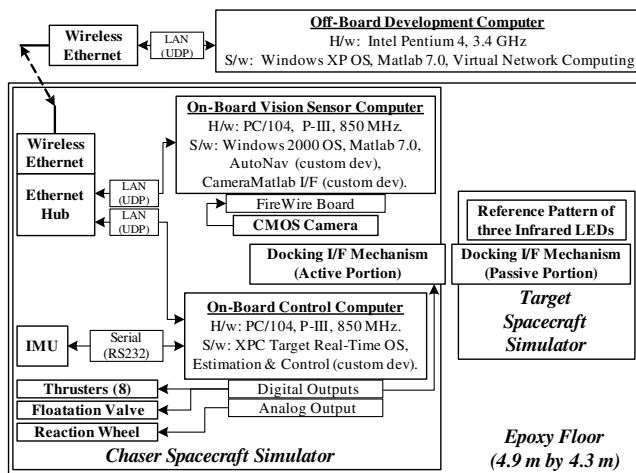 Off-Board Development Computer
H/w: Intel Pentium 4, 3.4 GHz
S/w: Windows XP OS, Matlab 7.0, Virtual Network Computing
Wireless
Ethernet
LAN
(UDP)
On-Board Vision Sensor Computer
H/w: PC/104, P-III, 850 MHz.
S/w: Windows 2000 OS, Matlab 7.0,
AutoNav (custom dev),
CameraMatlab I/F (custom dev).
Wireless
Ethernet
Ethernet
Hub
LAN
(UDP)
LAN
(UDP)
FireWire Board
CMOS Camera
Reference Pattern of
three Infrared LEDs
Docking I/F Mechanism
(Active Portion)
Docking I/F Mechanism
(Passive Portion)
Target
Spacecraft
Simulator
On-Board Control Computer
H/w: PC/104, P-III, 850 MHz.
S/w: XPC Target Real-Time OS,
Estimation & Control (custom dev).
IMU
Serial
(RS232)
Thrusters (8)
Floatation Valve
Reaction Wheel
Digital Outputs
Analog Output
Chaser Spacecraft Simulator
Epoxy Floor
(4.9 m by 4.3 m)